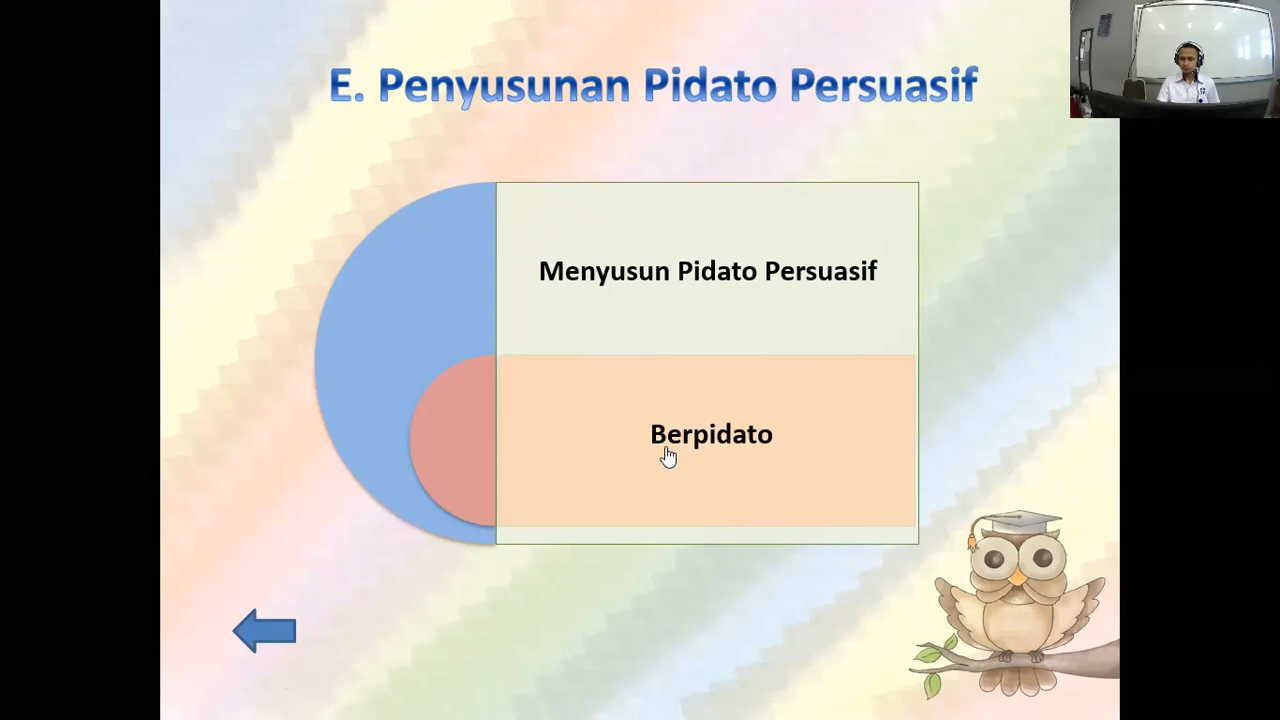 E. Penyusunan Pidato Persuasif
Menyusun Pidato Persuasif
Berpidato